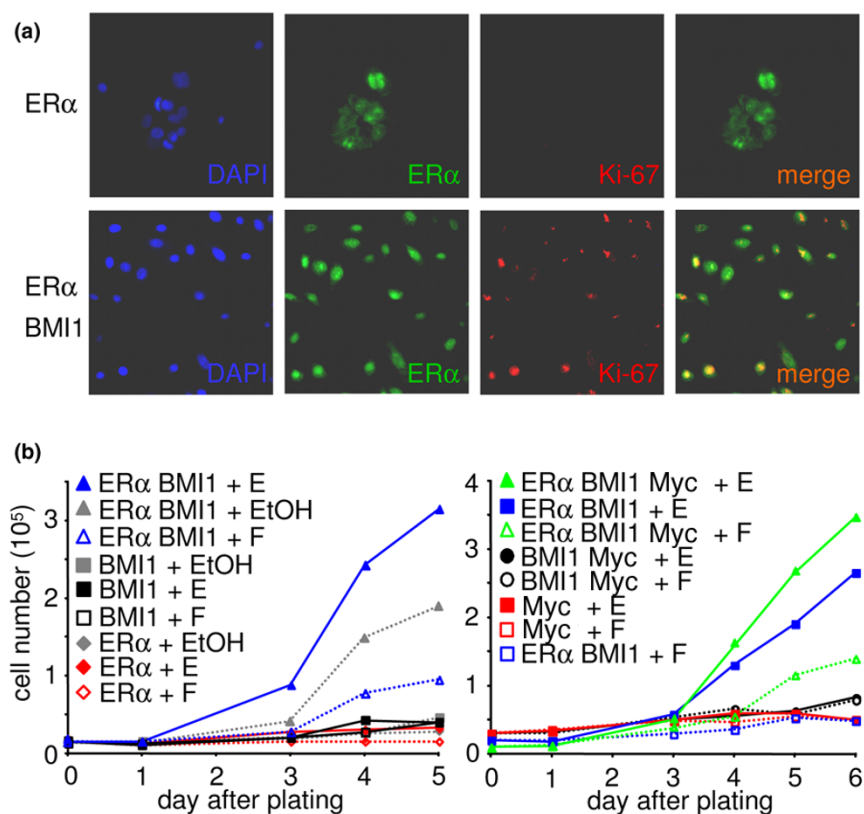 (a)
ERα
DAPI
ERα
Ki-67
merge
ERα
BMI1
DAPI
ERα
Ki-67
merge
(b)
cell number (10⁵)
3
2
1
0
ERα BMI1 + E
ERα BMI1 + EtOH
ERα BMI1 + F
BMI1 + EtOH
BMI1 + E
BMI1 + F
ERα + EtOH
ERα + E
ERα + F
0 1 3 4 5
day after plating
4
3
2
1
0
ERα BMI1 Myc + E
ERα BMI1 + E
ERα BMI1 Myc + F
BMI1 Myc + E
BMI1 Myc + F
Myc + E
Myc + F
ERα BMI1 + F
0 1 3 4 5 6
day after plating